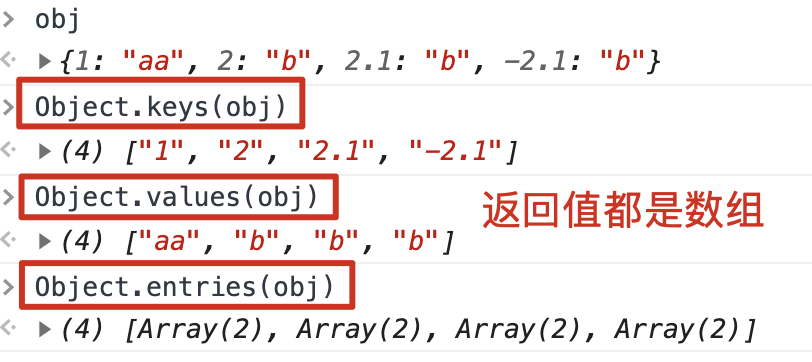 > obj
<· ▶{1: "aa", 2: "b", 2.1: "b", -2.1: "b"}
> Object.keys(obj)
<· ▶(4) ["1", "2", "2.1", "-2.1"]
> Object.values(obj)
返回值都是数组
<· ▶(4) ["aa", "b", "b", "b"]
> Object.entries(obj)
<· ▶(4) [Array(2), Array(2), Array(2), Array(2)]